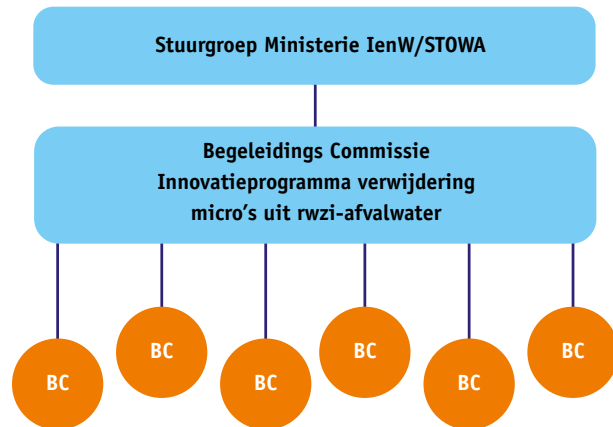 Stuurgroep Ministerie IenW/STOWA
Begeleidings Commissie
Innovatieprogramma verwijdering
micro's uit rwzi-afvalwater
BC
BC
BC
BC
BC
BC